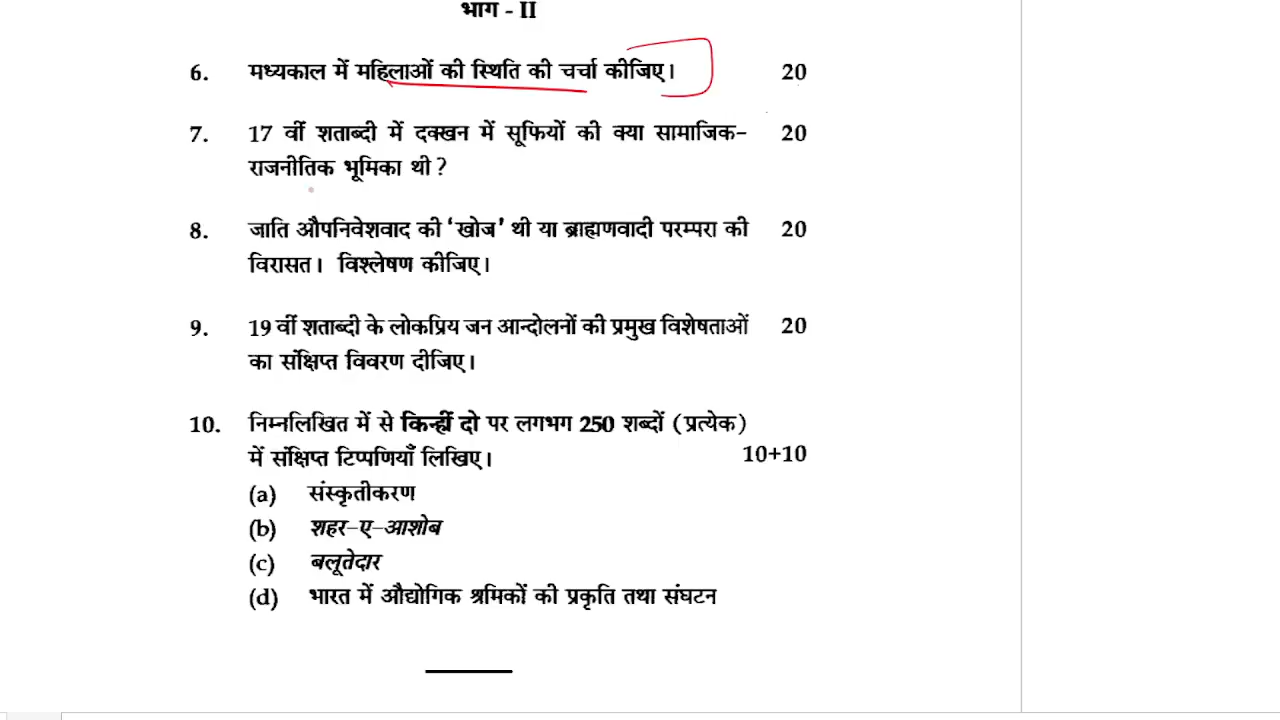 भाग - II
6. मध्यकाल में महिलाओं की स्थिति की चर्चा कीजिए। 20
7. 17 वीं शताब्दी में दक्खन में सूफियों की क्या सामाजिक- 20
राजनीतिक भूमिका थी?
8. जाति औपनिवेशवाद की 'खोज' थी या ब्राह्मणवादी परम्परा की 20
विरासत। विश्लेषण कीजिए।
9. 19 वीं शताब्दी के लोकप्रिय जन आन्दोलनों की प्रमुख विशेषताओं 20
का संक्षिप्त विवरण दीजिए।
10. निम्नलिखित में से किन्हीं दो पर लगभग 250 शब्दों (प्रत्येक)
में संक्षिप्त टिप्पणियाँ लिखिए। 10+10
(a) संस्कृतीकरण
(b) शहर-ए-आशोब
(c) बलूतेदार
(d) भारत में औद्योगिक श्रमिकों की प्रकृति तथा संघटन